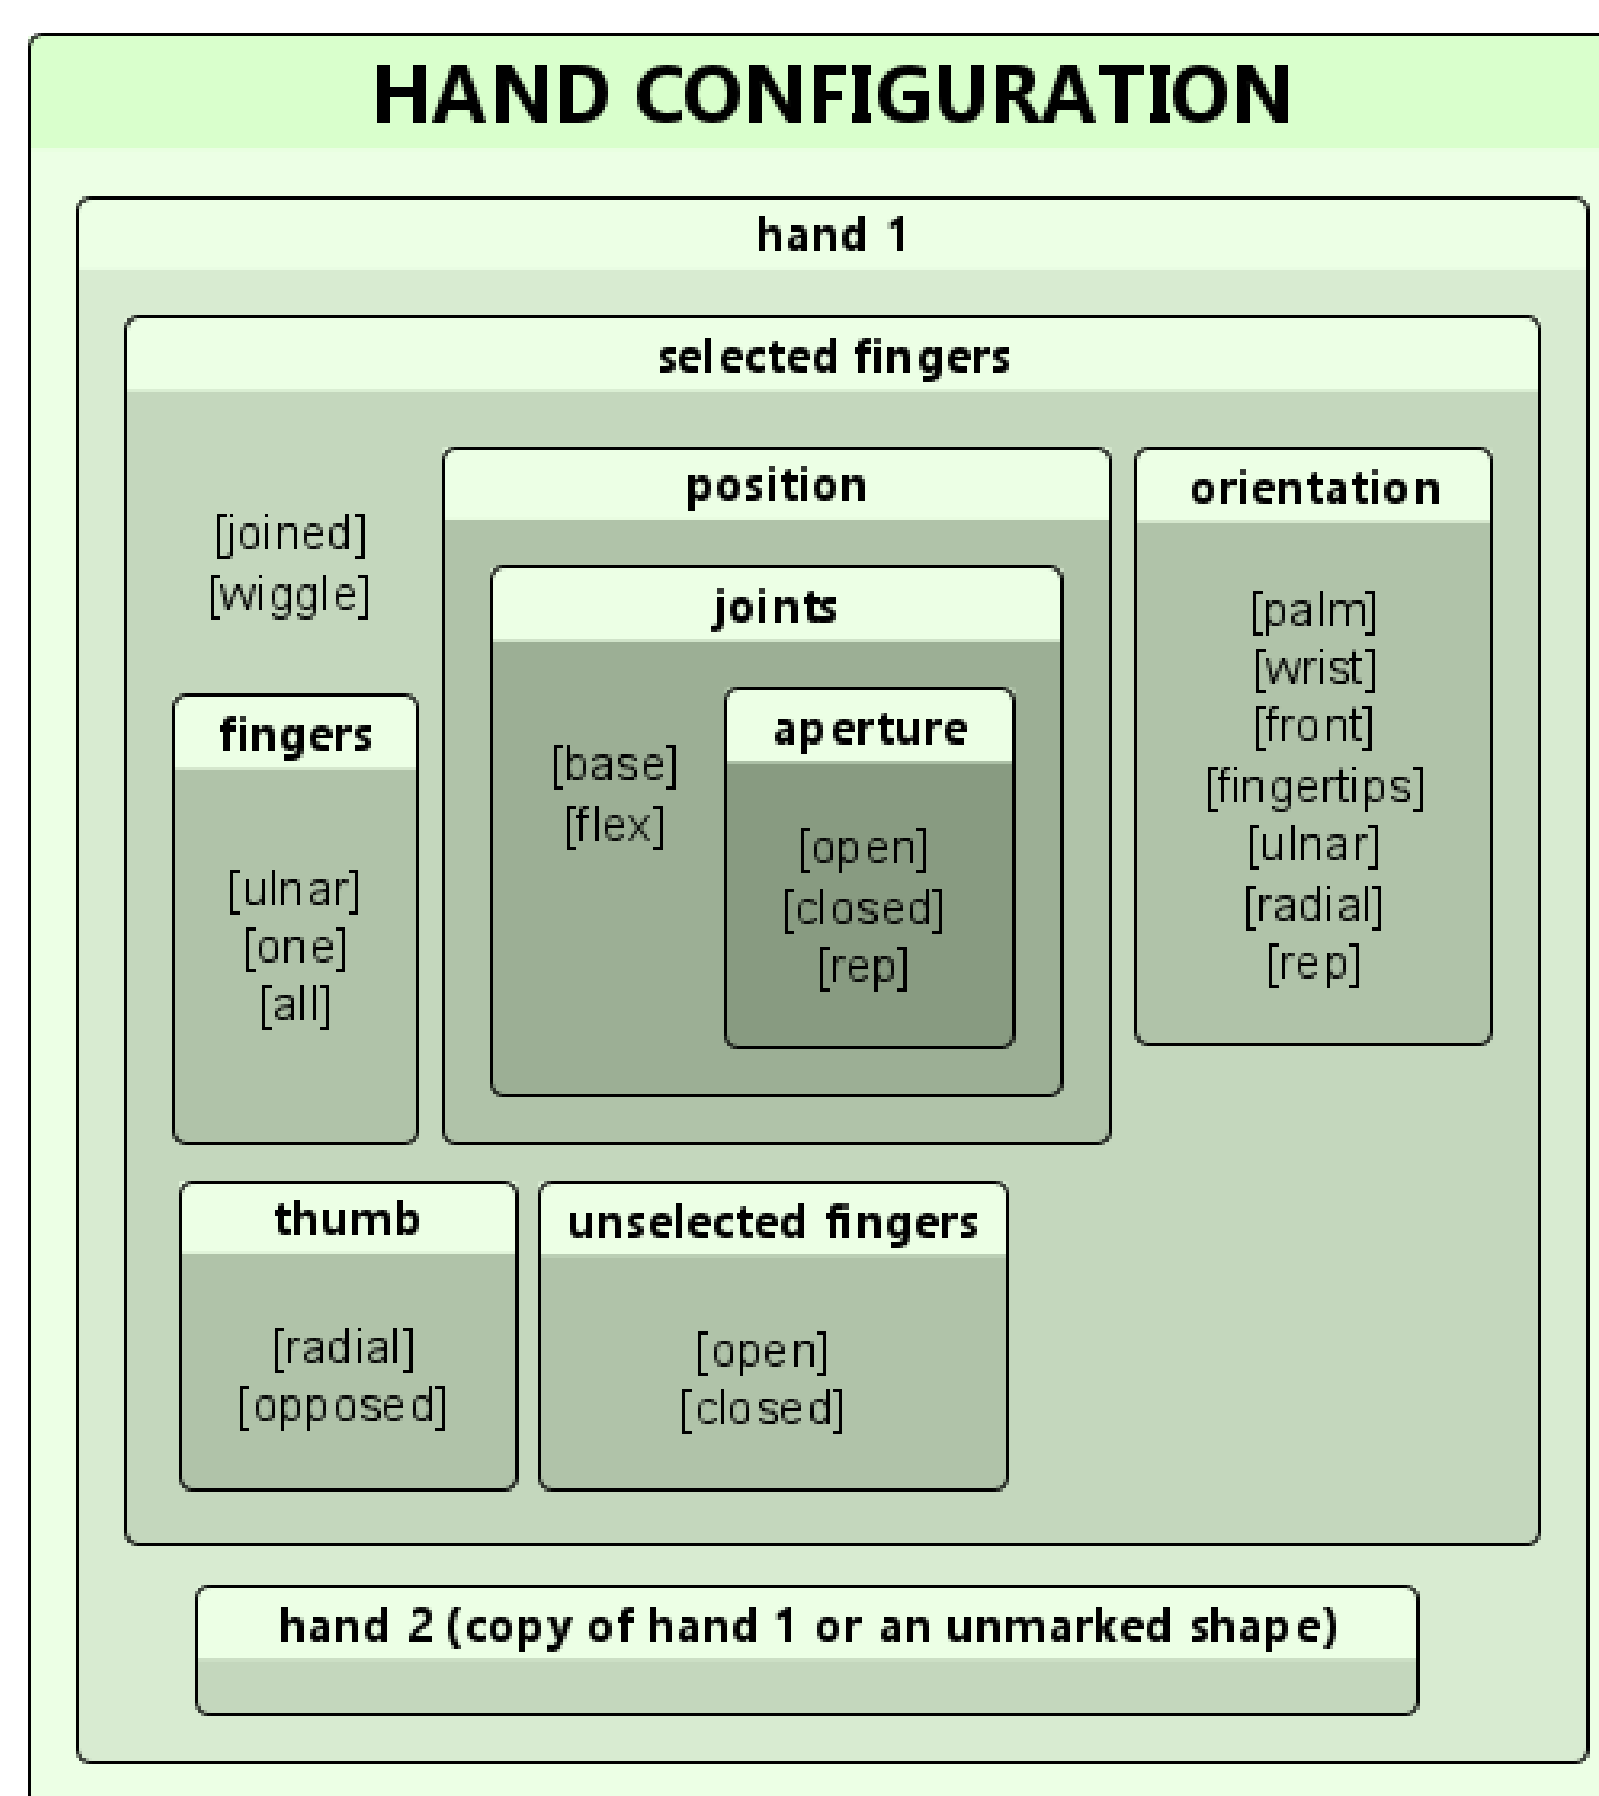 HAND CONFIGURATION
hand 1
selected fingers
[joined]
[wiggle]
fingers
[ulnar]
[one]
[all]
position
joints
[base]
[flex]
aperture
[open]
[closed]
[rep]
orientation
[palm]
[wrist]
[front]
[fingertips]
[ulnar]
[radial]
[rep]
thumb
[radial]
[opposed]
unselected fingers
[open]
[closed]
hand 2 (copy of hand 1 or an unmarked shape)